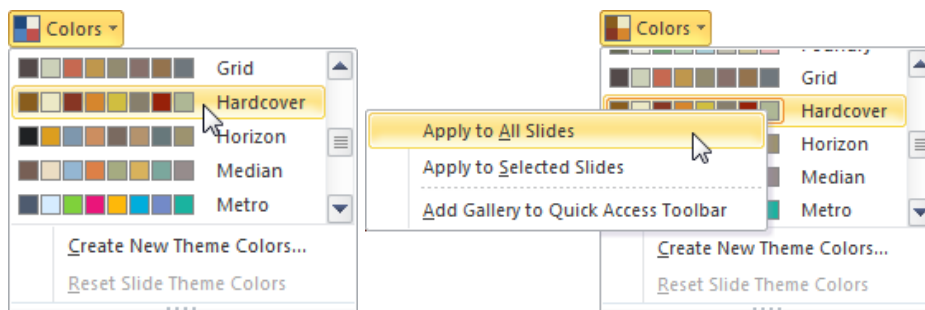 Colors
Grid
Hardcover
Horizon
Median
Metro
Create New Theme Colors...
Reset Slide Theme Colors
Apply to All Slides
Apply to Selected Slides
Add Gallery to Quick Access Toolbar
Colors
Foundry
Grid
Hardcover
Horizon
Median
Metro
Create New Theme Colors...
Reset Slide Theme Colors